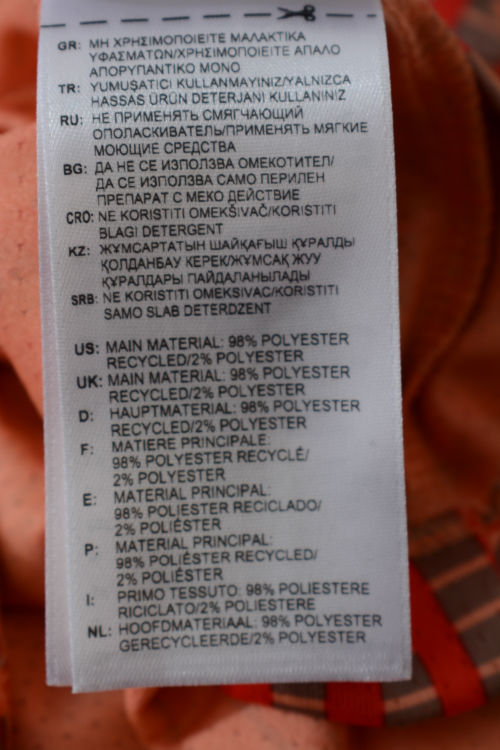 GR: ΜΗ ΧΡΗΣΙΜΟΠΟΙΕΙΤΕ ΜΑΛΑΚΤΙΚΑ
ΥΦΑΣΜΑΤΩΝ/ΧΡΗΣΙΜΟΠΟΙΕΙΤΕ ΑΠΑΛΟ
ΑΠΟΡΥΠΑΝΤΙΚΟ ΜΟΝΟ
TR: YUMUŞATICI KULLANMAYINIZ/YALNIZCA
HASSAS ÜRÜN DETERJANI KULLANINIZ
RU: НЕ ПРИМЕНЯТЬ СМЯГЧАЮЩИЙ
ОПОЛАСКИВАТЕЛЬ/ПРИМЕНЯТЬ МЯГКИЕ
МОЮЩИЕ СРЕДСТВА
BG: ДА НЕ СЕ ИЗПОЛЗВА ОМЕКОТИТЕЛ/
ДА СЕ ИЗПОЛЗВА САМО ПЕРИЛЕН
ПРЕПАРАТ С МЕКО ДЕЙСТВИЕ
CRO: NE KORISTITI OMEKŠIVAČ/KORISTITI
BLAGI DETERGENT
KZ: ЖҰМСАРТАТЫН ШАЙҚАҒЫШ ҚҰРАЛДЫ
ҚОЛДАНБАУ КЕРЕК/ЖҰМСАҚ ЖУУ
ҚҰРАЛДАРЫ ПАЙДАЛАНЫЛАДЫ
SRB: NE KORISTITI OMEKSIVAC/KORISTITI
SAMO SLAB DETERDZENT
US: MAIN MATERIAL: 98% POLYESTER
RECYCLED/2% POLYESTER
UK: MAIN MATERIAL: 98% POLYESTER
RECYCLED/2% POLYESTER
D: HAUPTMATERIAL: 98% POLYESTER
RECYCLED/2% POLYESTER
F: MATIERE PRINCIPALE:
98% POLYESTER RECYCLÉ/
2% POLYESTER
E: MATERIAL PRINCIPAL:
98% POLIÉSTER RECICLADO/
2% POLIÉSTER
P: MATERIAL PRINCIPAL:
98% POLIÉSTER RECYCLED/
2% POLIÉSTER
I: PRIMO TESSUTO: 98% POLIESTERE
RICICLATO/2% POLIESTERE
NL: HOOFDMATERIAAL: 98% POLYESTER
GERECYCLEERDE/2% POLYESTER